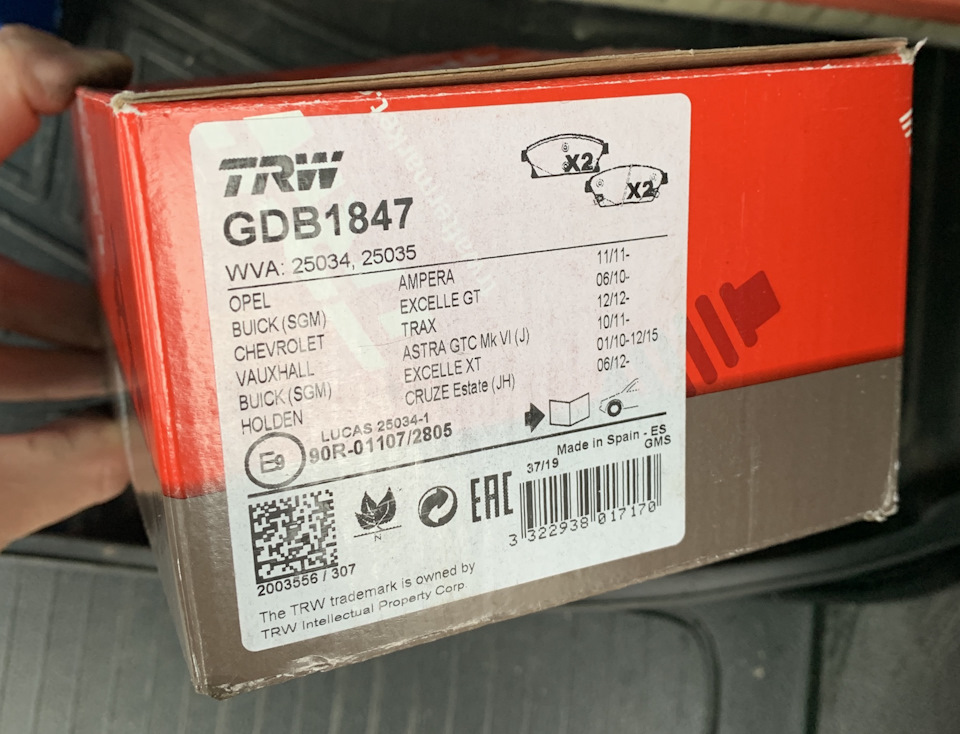 TRW
GDB1847
X2
X2
WVA: 25034, 25035
OPEL AMPERA 11/11-
BUICK (SGM) EXCELLE GT 06/10-
CHEVROLET TRAX 12/12-
VAUXHALL ASTRA GTC Mk VI (J) 10/11-
BUICK (SGM) EXCELLE XT 01/10-12/15
HOLDEN CRUZE Estate (JH) 06/12-
LUCAS 25034-1
E9 90R-01107/2805
Made in Spain - ES
GMS
37/19
N
EAC
3 322938 017170
2003556 / 307
The TRW trademark is owned by
TRW Intellectual Property Corp.